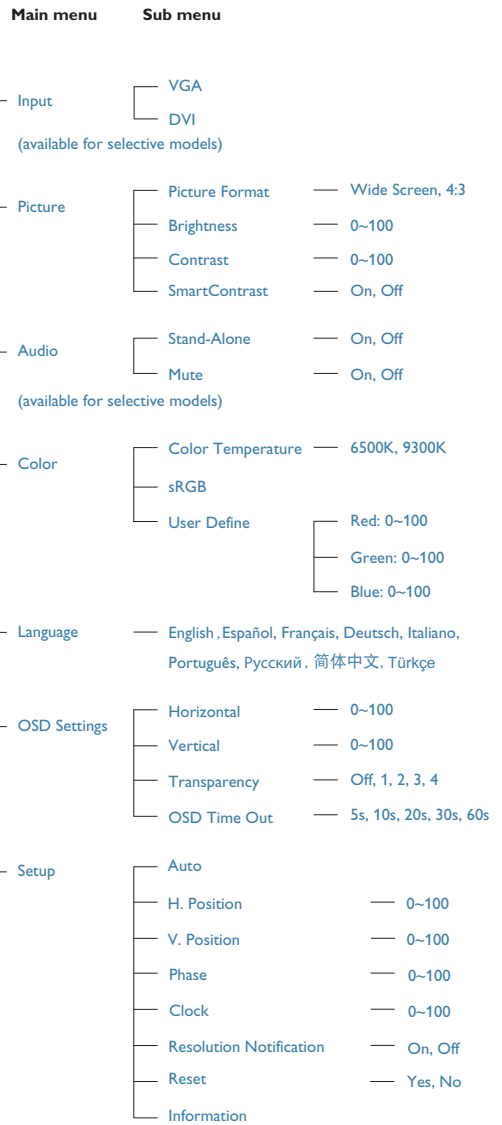 Main menu Sub menu
VGA
Input
DVI
(available for selective models)
Picture Format Wide Screen, 4:3
Picture
Brightness 0~100
Contrast 0~100
SmartContrast On, Off
Stand-Alone On, Off
Audio
Mute On, Off
(available for selective models)
Color Temperature 6500K, 9300K
Color
sRGB
User Define Red: 0~100
Green: 0~100
Blue: 0~100
Language English , Español, Français, Deutsch, Italiano,
Português, Русский , 简体中文, Türkçe
Horizontal 0~100
OSD Settings
Vertical 0~100
Transparency Off, 1, 2, 3, 4
OSD Time Out 5s, 10s, 20s, 30s, 60s
Auto
Setup
H. Position 0~100
V. Position 0~100
Phase 0~100
Clock 0~100
Resolution Notification On, Off
Reset Yes, No
Information